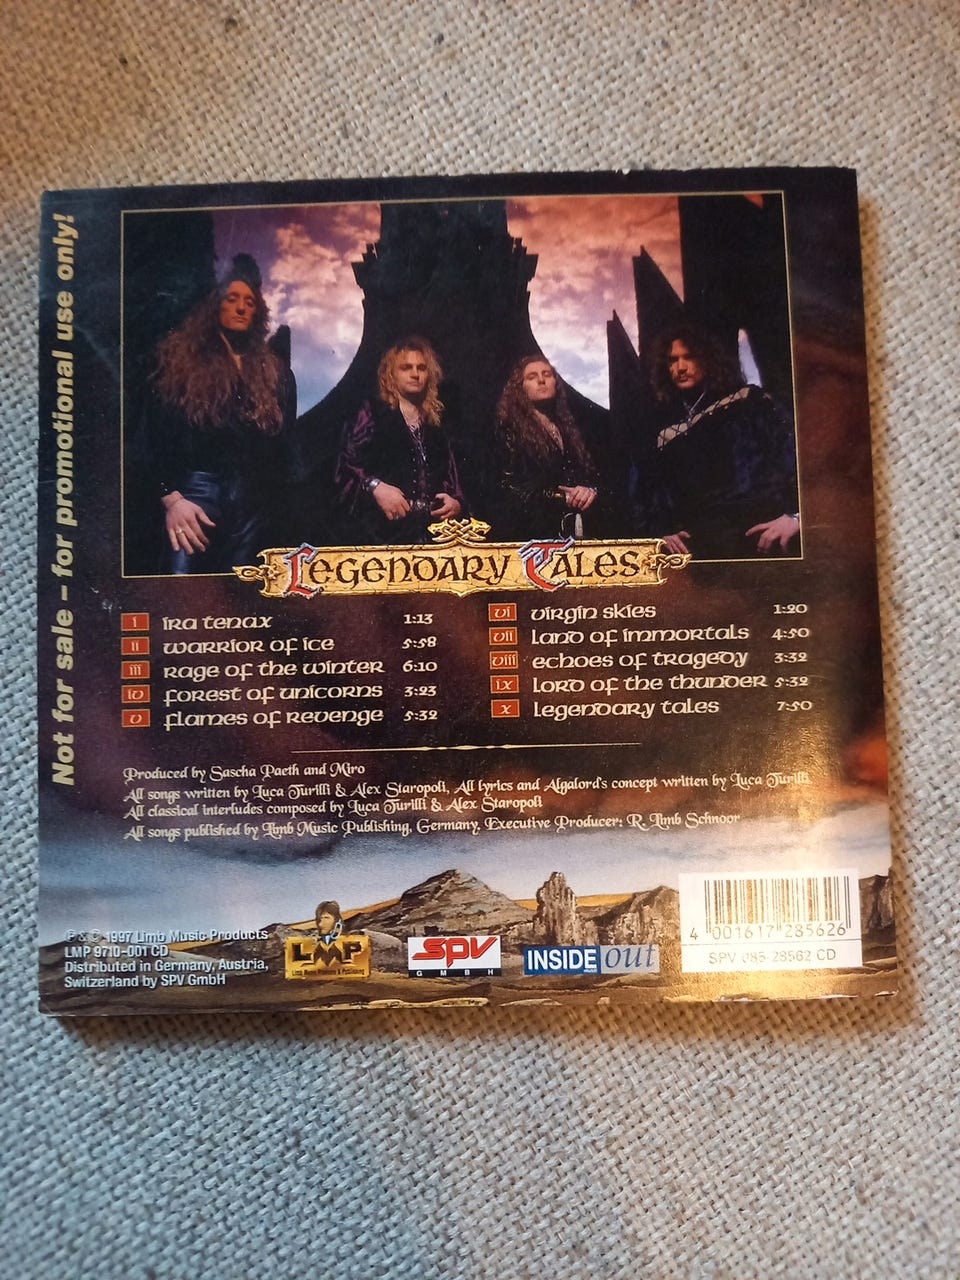 Not for sale – for promotional use only!
Legendary Tales
i ira tenax 1:13
ii warrior of ice 5:58
iii rage of the winter 6:10
iv forest of unicorns 3:23
v flames of revenge 5:32
vi virgin skies 1:20
vii land of immortals 4:50
viii echoes of tragedy 3:32
ix lord of the thunder 5:32
x legendary tales 7:50
Produced by Sascha Paeth and Miro
All songs written by Luca Turilli & Alex Staropoli, All lyrics and Algalord's concept written by Luca Turilli
All classical interludes composed by Luca Turilli & Alex Staropoli
All songs published by Limb Music Publishing, Germany, Executive Producer: R. Limb Schnoor
℗ & © 1997 Limb Music Products
LMP 9710-001 CD
Distributed in Germany, Austria,
Switzerland by SPV GmbH
LMP
Limb Music Products & Publishing
SPV
GMBH
INSIDE out
4 001617 285626
SPV 085-28562 CD